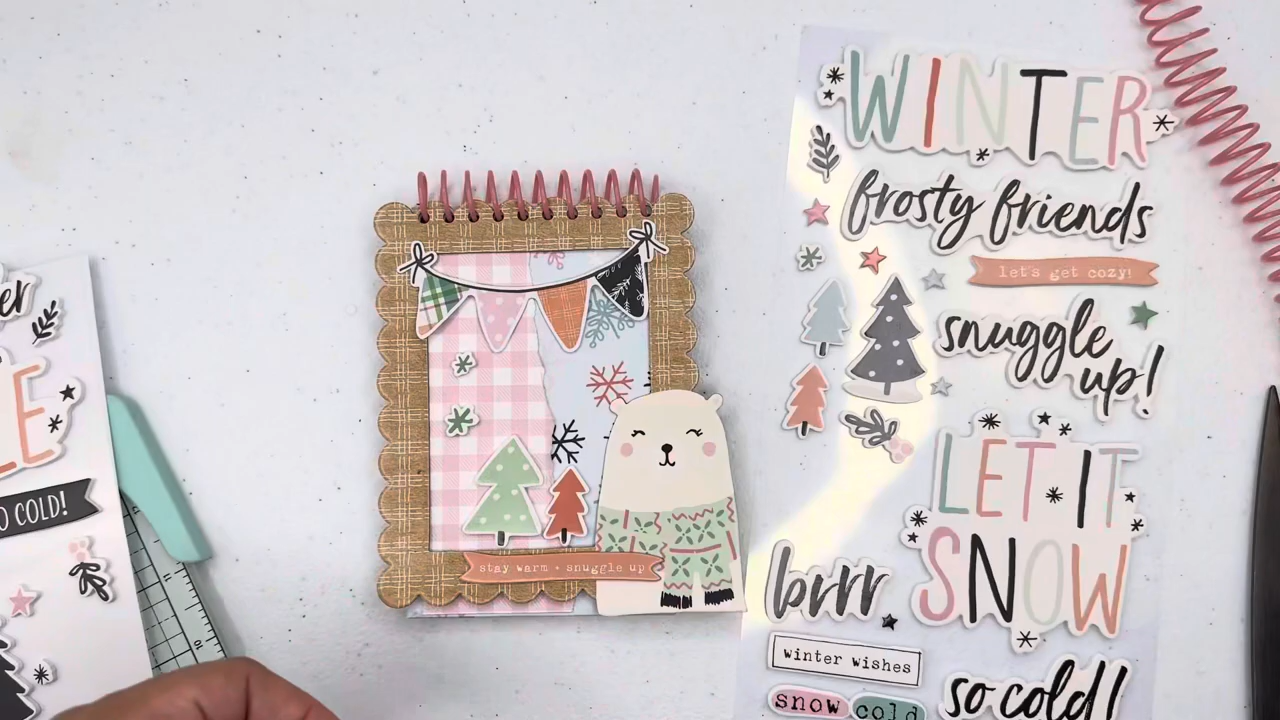 O COLD!
stay warm • snuggle up
WINTER
frosty friends
let's get cozy!
snuggle
up!
LET IT
SNOW
brrr
winter wishes
snow cold
so cold!